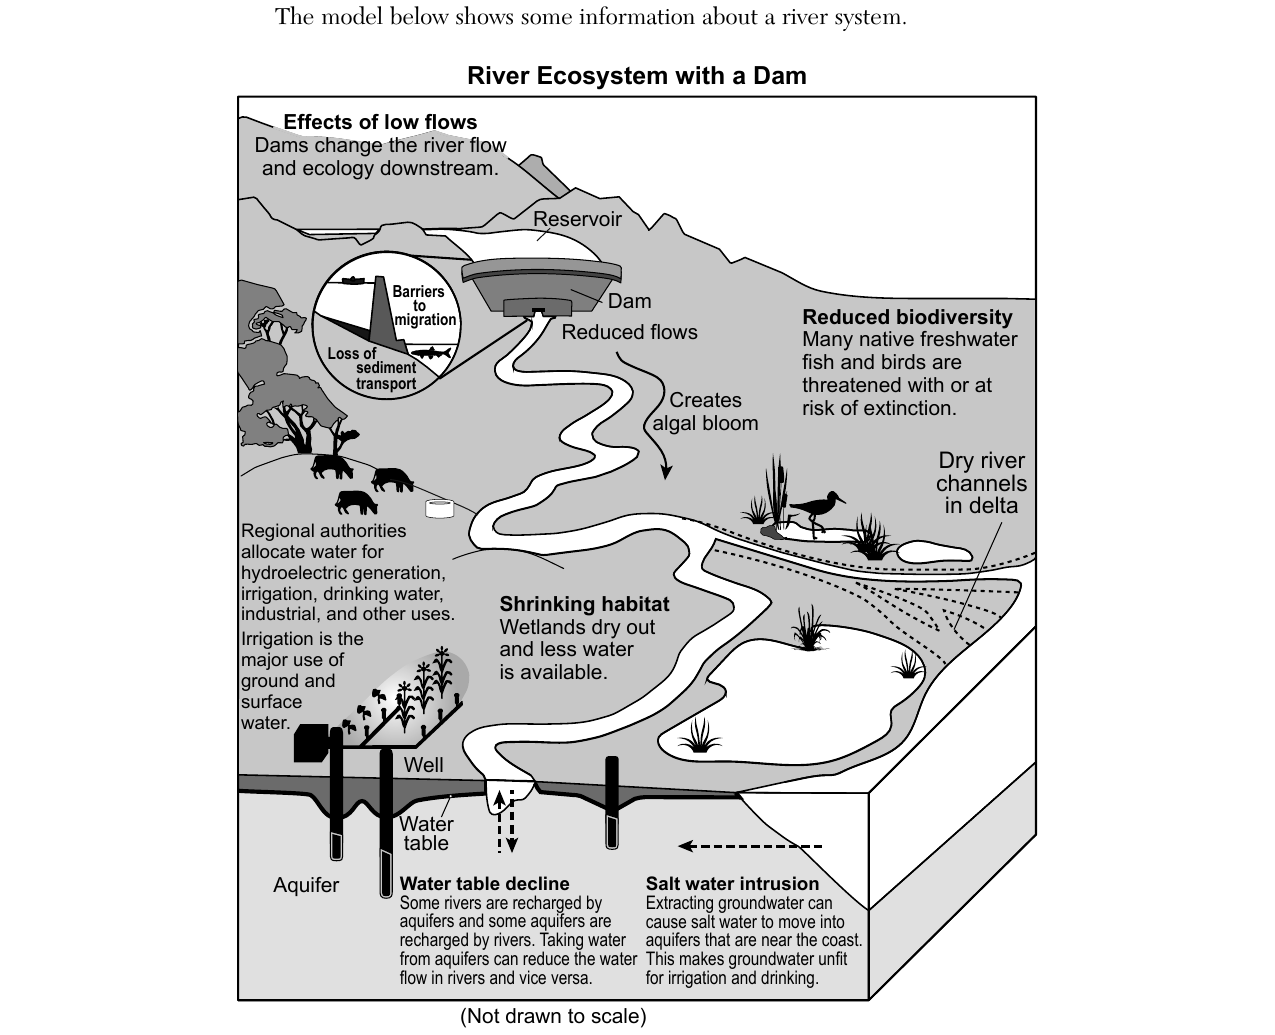 The model below shows some information about a river system.
River Ecosystem with a Dam
Effects of low flows
Dams change the river flow
and ecology downstream.
Reservoir
Barriers
to
migration
Loss of
sediment
transport
Dam
Reduced flows
Creates
algal bloom
Reduced biodiversity
Many native freshwater
fish and birds are
threatened with or at
risk of extinction.
Dry river
channels
in delta
Regional authorities
allocate water for
hydroelectric generation,
irrigation, drinking water,
industrial, and other uses.
Irrigation is the
major use of
ground and
surface
water.
Shrinking habitat
Wetlands dry out
and less water
is available.
Well
Water
table
Aquifer
Water table decline
Some rivers are recharged by
aquifers and some aquifers are
recharged by rivers. Taking water
from aquifers can reduce the water
flow in rivers and vice versa.
Salt water intrusion
Extracting groundwater can
cause salt water to move into
aquifers that are near the coast.
This makes groundwater unfit
for irrigation and drinking.
(Not drawn to scale)